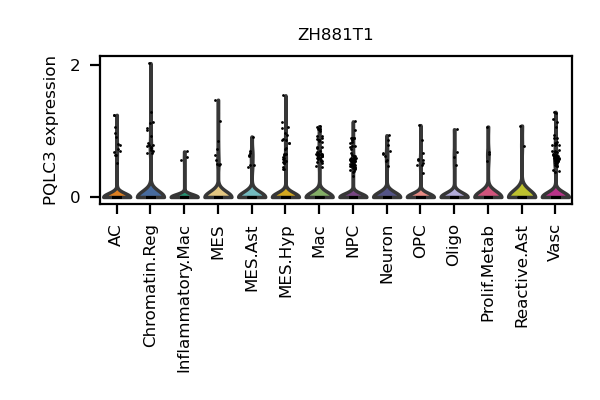 ZH881T1
PQLC3 expression
2
0
AC
Chromatin.Reg
Inflammatory.Mac
MES
MES.Ast
MES.Hyp
Mac
NPC
Neuron
OPC
Oligo
Prolif.Metab
Reactive.Ast
Vasc